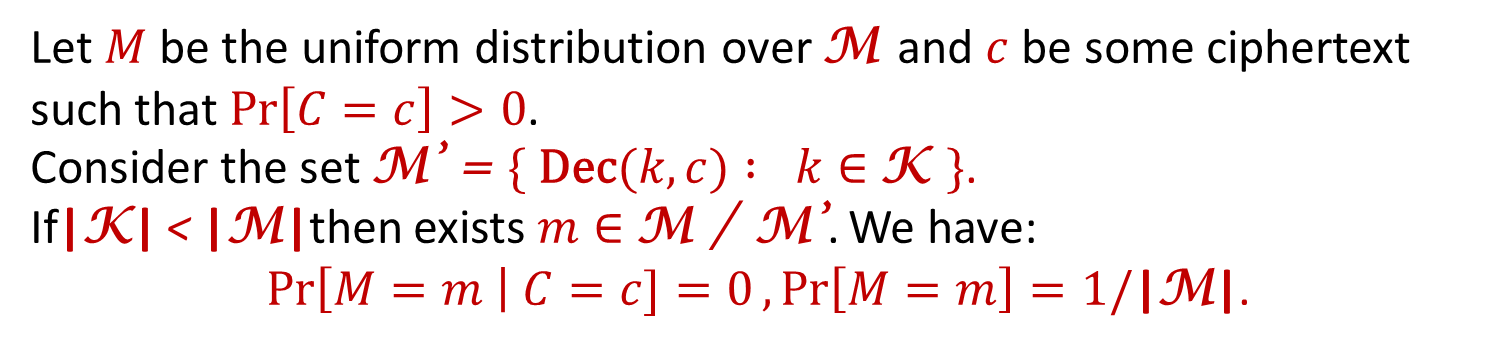 Let M be the uniform distribution over ℳ and c be some ciphertext
such that Pr[C = c] > 0.
Consider the set ℳ’ = { Dec(k, c) : k ∈ 𝒦 }.
If|𝒦| < |ℳ|then exists m ∈ ℳ / ℳ’. We have:
Pr[M = m | C = c] = 0 , Pr[M = m] = 1/|ℳ|.